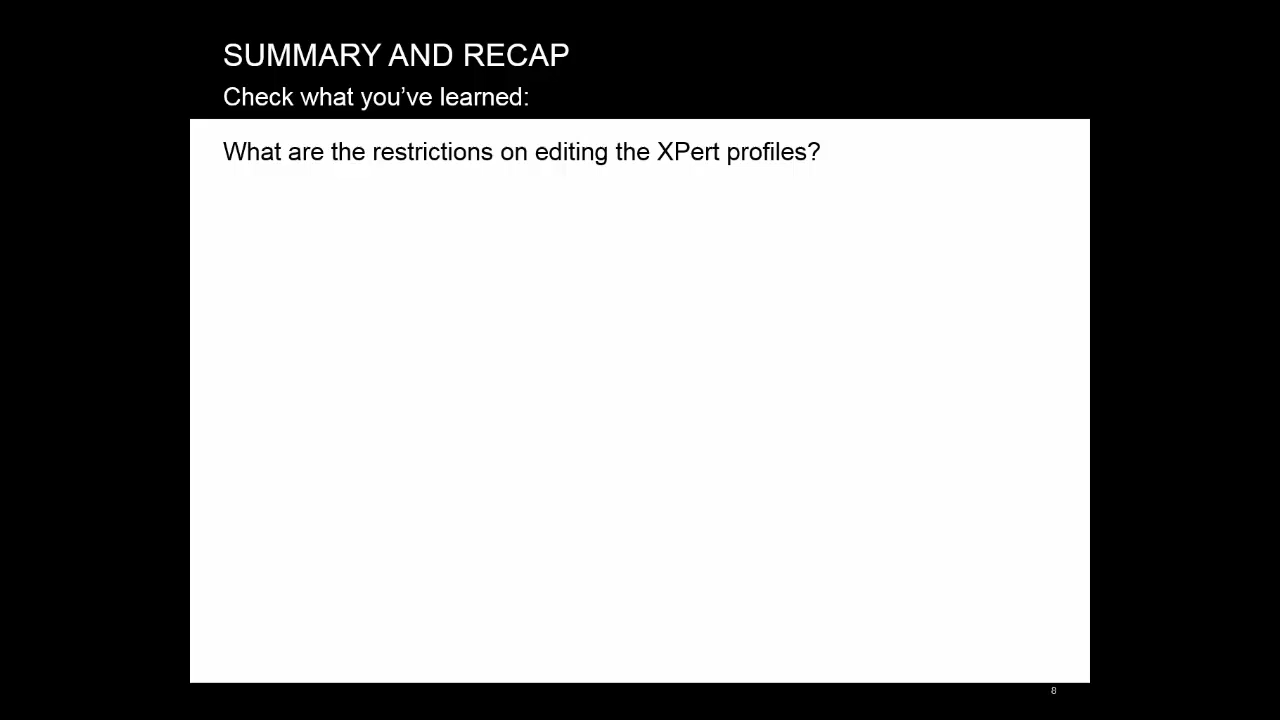 SUMMARY AND RECAP
Check what you’ve learned:
What are the restrictions on editing the XPert profiles?
8